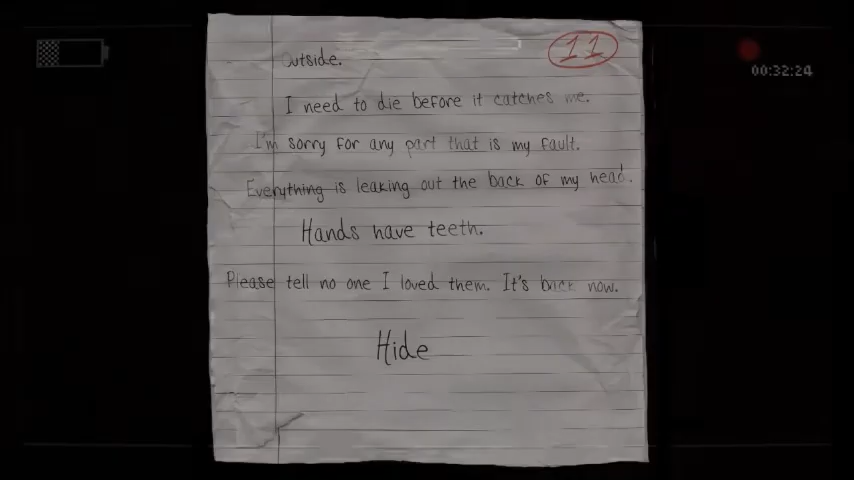 11
Outside.
00:32:24
I need to die before it catches me.
I'm sorry for any part that is my fault.
Everything is leaking out the back of my head.
Hands have teeth.
Please tell no one I loved them. It's back now.
Hide